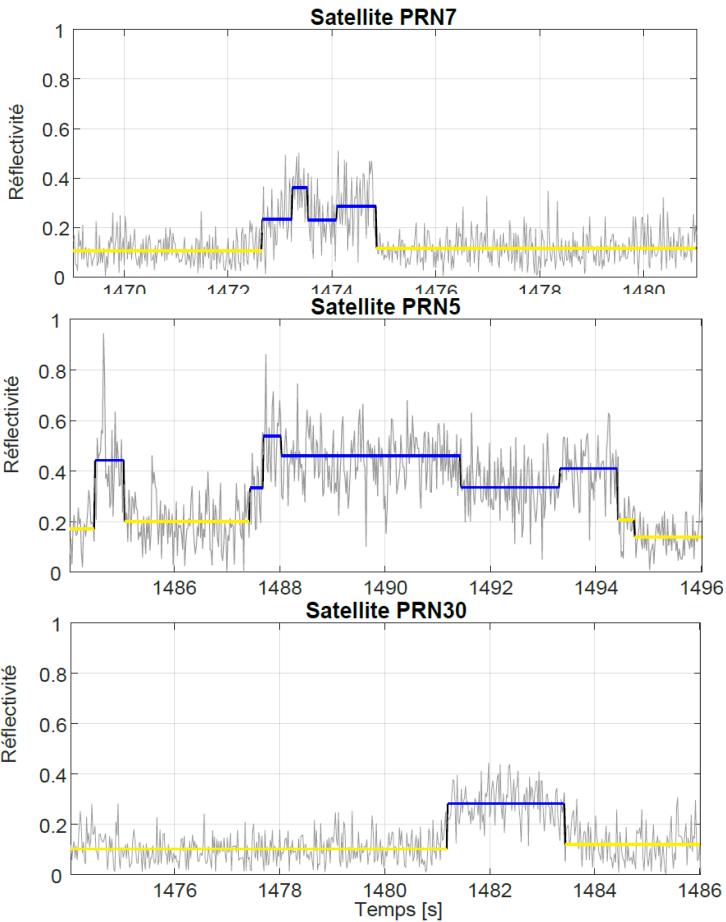 Satellite PRN7
1
0.8
0.6
0.4
0.2
0
Réflectivité
1470 1472 1474 1476 1478 1480
Satellite PRN5
1
0.8
0.6
0.4
0.2
0
Réflectivité
1486 1488 1490 1492 1494 1496
Satellite PRN30
1
0.8
0.6
0.4
0.2
0
Réflectivité
1476 1478 1480 1482 1484 1486
Temps [s]